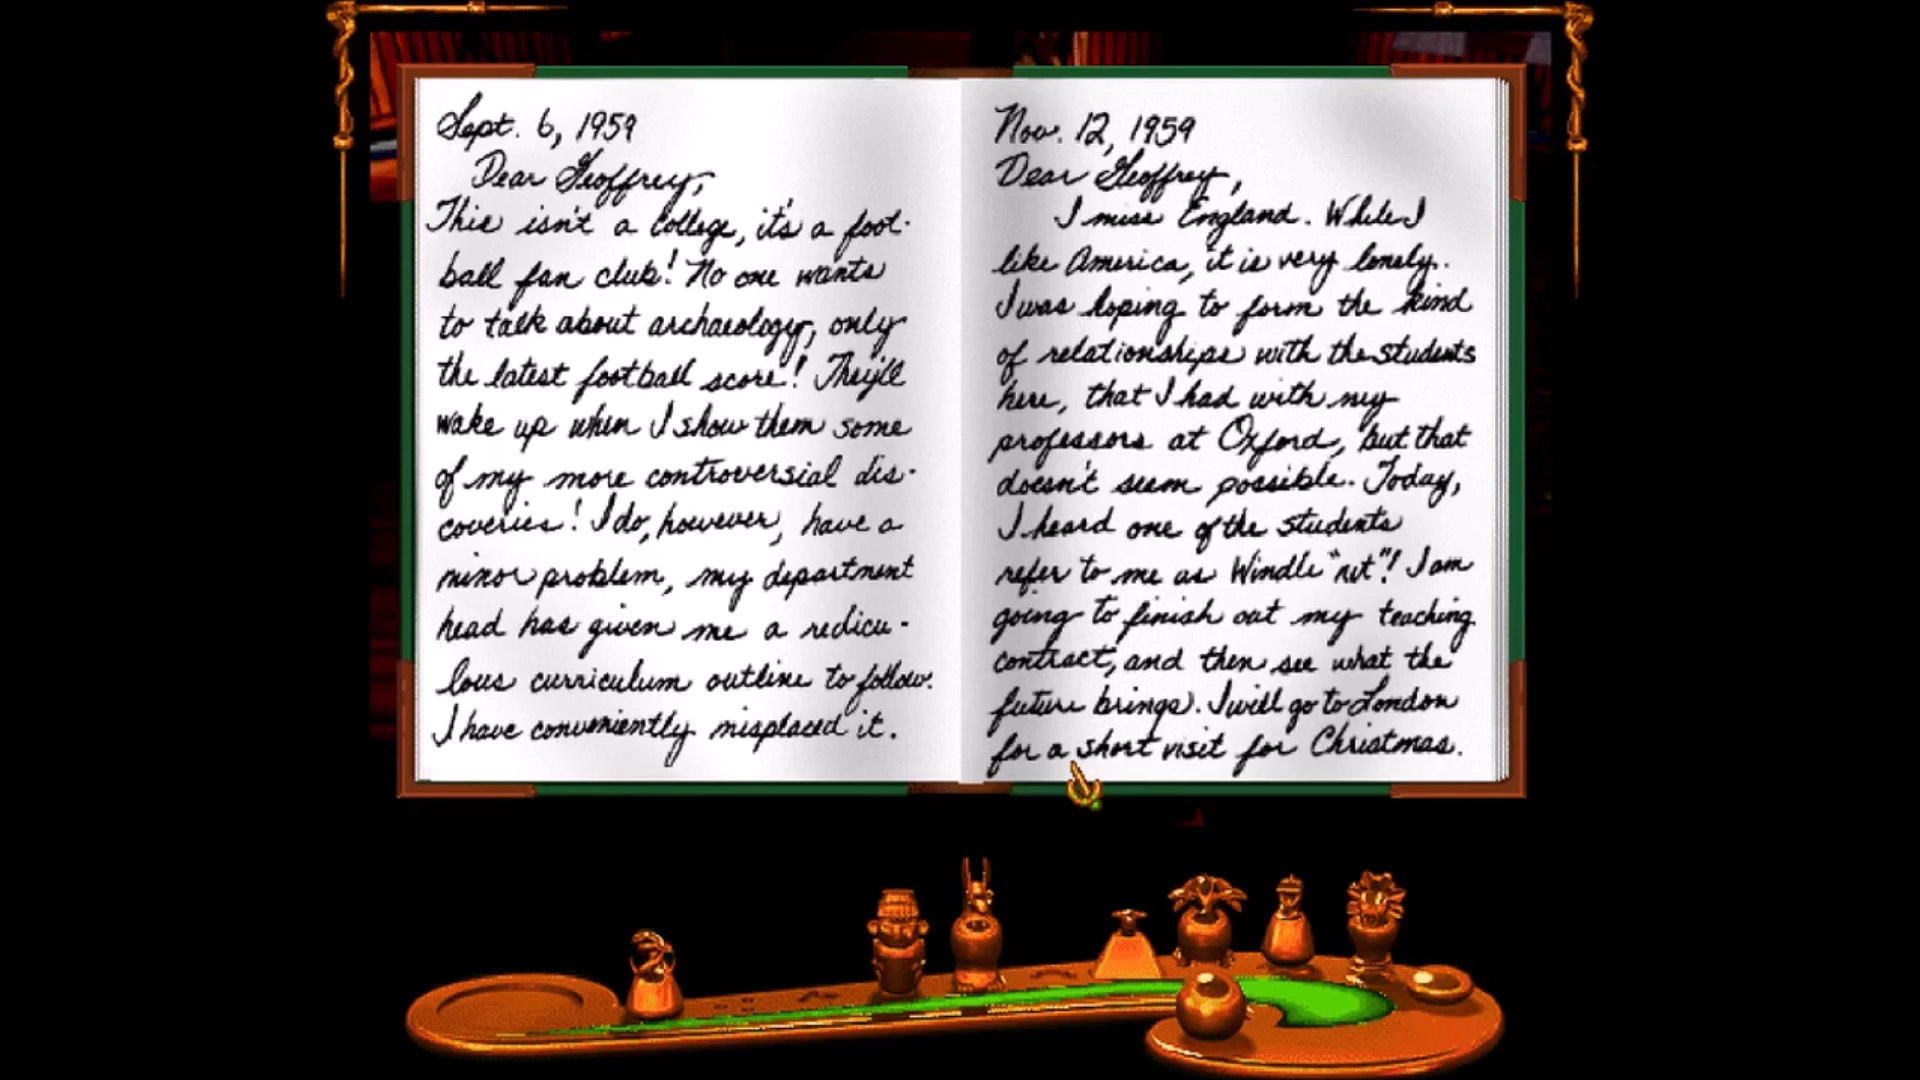 Sept. 6, 1959
Dear Geoffrey,
This isn't a college, it's a foot-
ball fan club! No one wants
to talk about archaeology, only
the latest football score! They'll
wake up when I show them some
of my more controversial dis-
coveries! I do, however, have a
minor problem, my department
head has given me a redicu-
lous curriculum outline to follow.
I have conveniently misplaced it.
Nov. 12, 1959
Dear Geoffrey,
I miss England. While I
like America, it is very lonely.
I was hoping to form the kind
of relationships with the students
here, that I had with my
professors at Oxford, but that
doesn't seem possible. Today,
I heard one of the students
refer to me as Windle "nit"! I am
going to finish out my teaching
contract, and then see what the
future brings. I will go to London
for a short visit for Christmas.